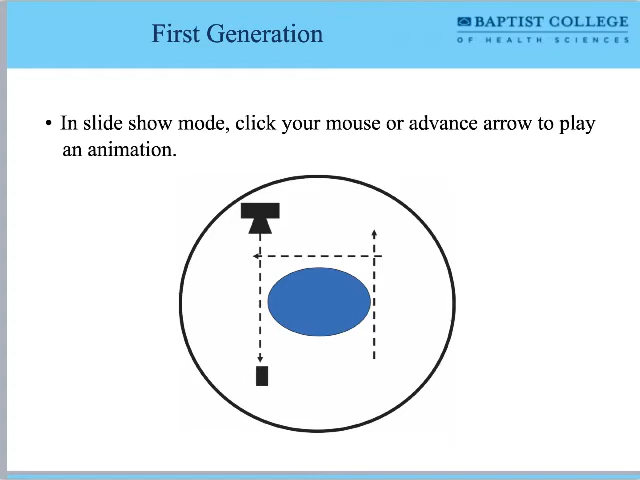 First Generation
BAPTIST COLLEGE
OF HEALTH SCIENCES
• In slide show mode, click your mouse or advance arrow to play
an animation.